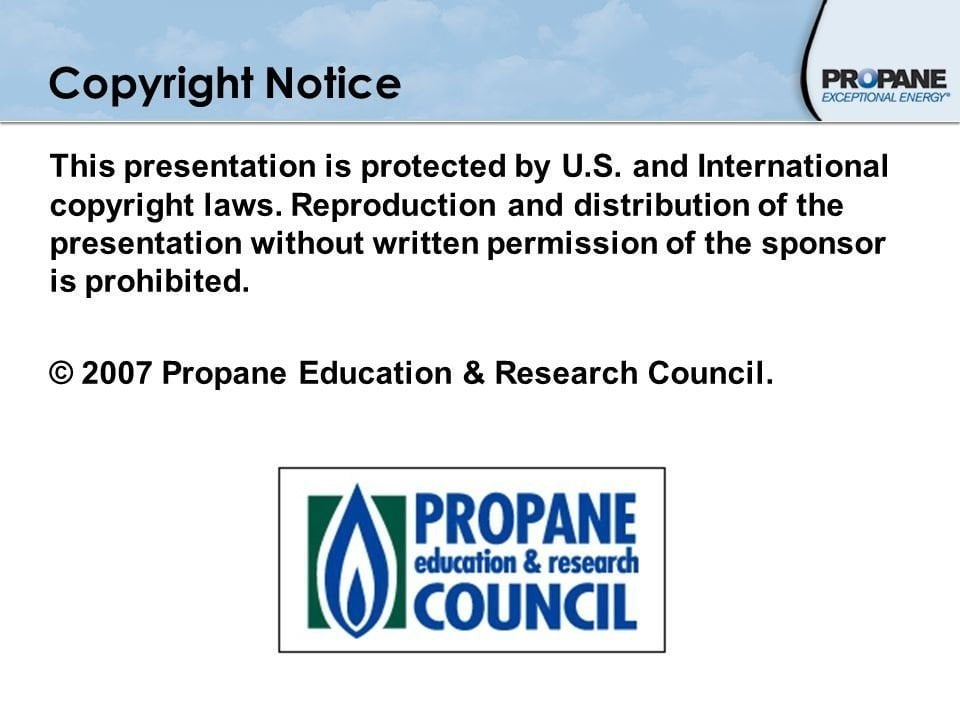 Copyright Notice
PROPANE
EXCEPTIONAL ENERGY®
This presentation is protected by U.S. and International
copyright laws. Reproduction and distribution of the
presentation without written permission of the sponsor
is prohibited.
© 2007 Propane Education & Research Council.
PROPANE
education & research
COUNCIL